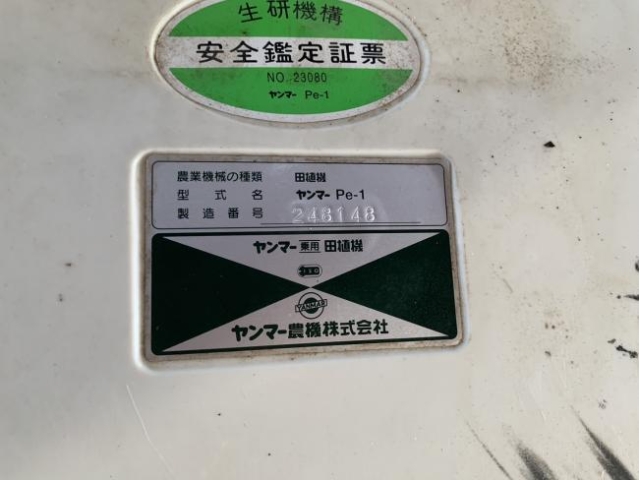 生研機構
安全鑑定証票
NO. 23080
ヤンマー Pe-1
農業機械の種類 田植機
型式名 ヤンマー Pe-1
製造番号 248148
ヤンマー 乗用 田植機
YANMAR
ヤンマー農機株式会社